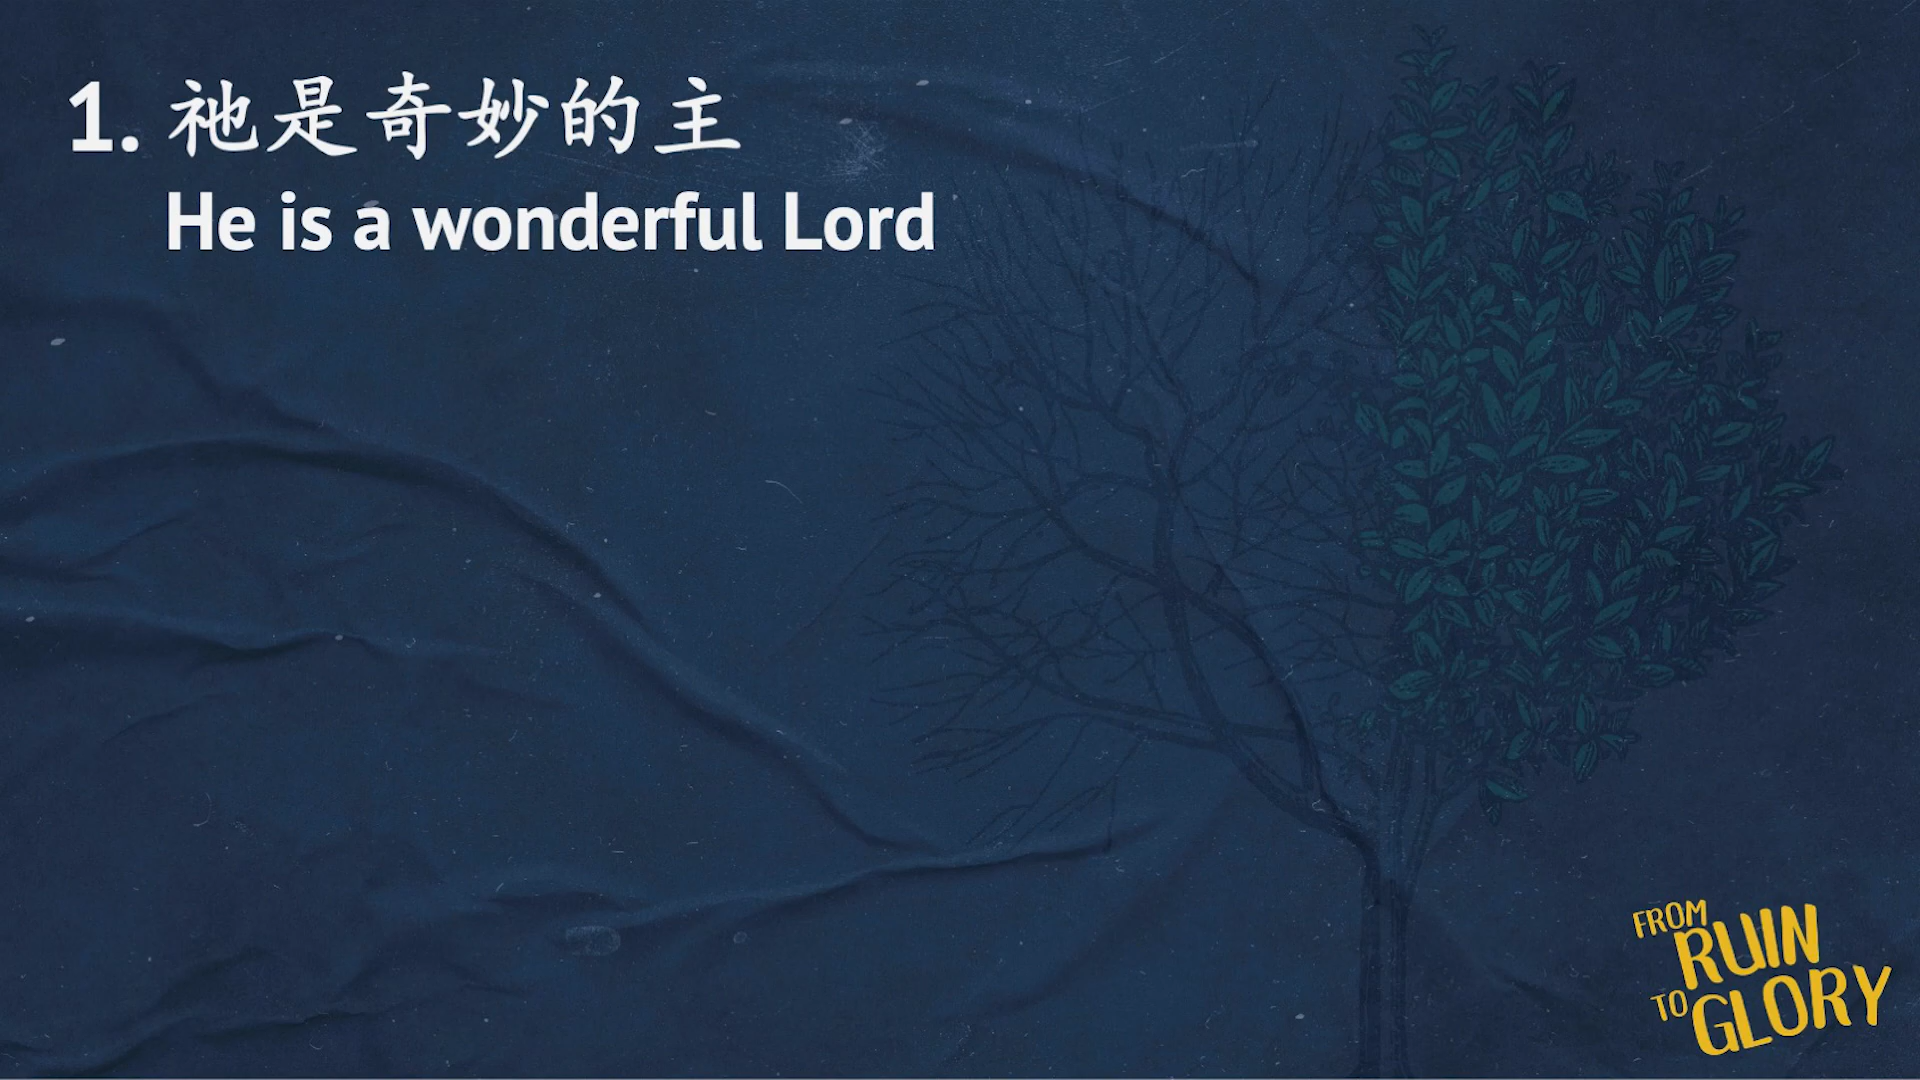 1. 祂是奇妙的主
He is a wonderful Lord
FROM
RUIN
TO
GLORY